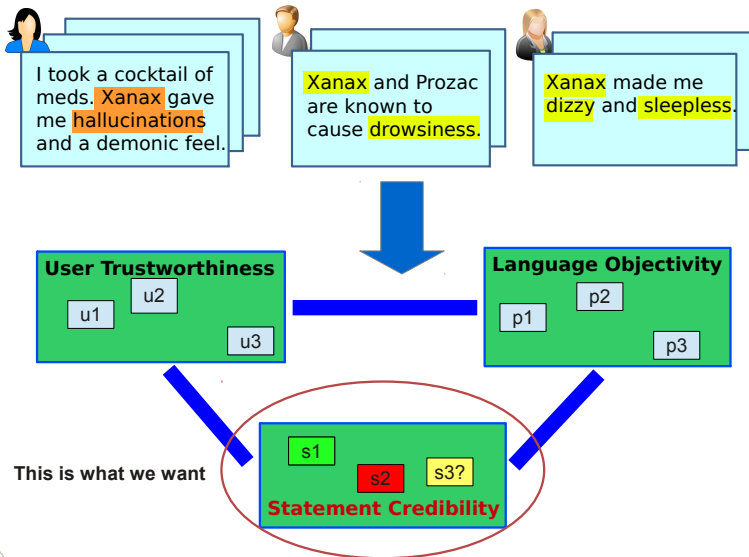 I took a cocktail of
meds. Xanax gave
me hallucinations
and a demonic feel.
Xanax and Prozac
are known to
cause drowsiness.
Xanax made me
dizzy and sleepless.
User Trustworthiness
u1
u2
u3
Language Objectivity
p1
p2
p3
This is what we want
s1
s2
s3?
Statement Credibility